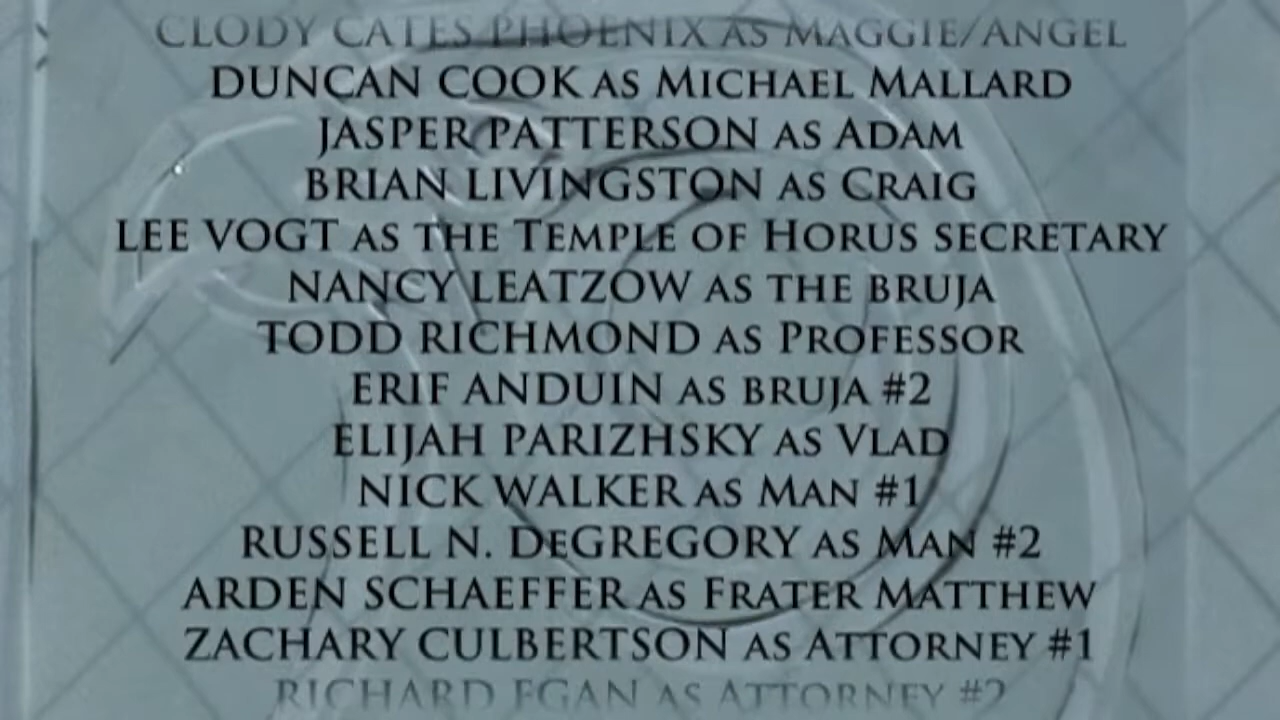 CLODY CATES PHOENIX AS MAGGIE/ANGEL
DUNCAN COOK AS MICHAEL MALLARD
JASPER PATTERSON AS ADAM
BRIAN LIVINGSTON AS CRAIG
LEE VOGT AS THE TEMPLE OF HORUS SECRETARY
NANCY LEATZOW AS THE BRUJA
TODD RICHMOND AS PROFESSOR
ERIF ANDUIN AS BRUJA #2
ELIJAH PARIZHSKY AS VLAD
NICK WALKER AS MAN #1
RUSSELL N. DEGREGORY AS MAN #2
ARDEN SCHAEFFER AS FRATER MATTHEW
ZACHARY CULBERTSON AS ATTORNEY #1
RICHARD EGAN AS ATTORNEY #2